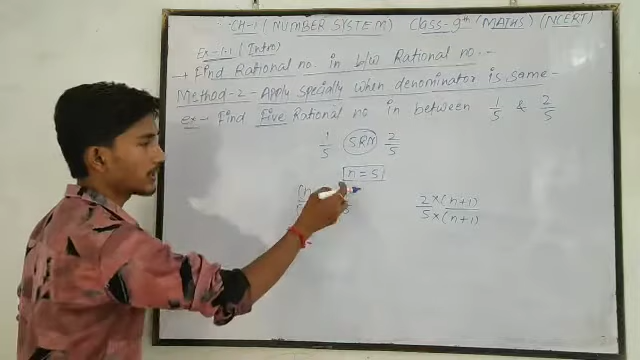 CH-1 (NUMBER SYSTEM) Class-9th (MATHS) (NCERT)
Ex-1.1 (Intro)
→ Find Rational no. in b/w Rational no. -
Method-2 - Apply specially when denominator is same -
ex- Find Five Rational no in between 1/5 & 2/5
1/5 5RN 2/5
n = 5
2/5 × (n+1)/(n+1)